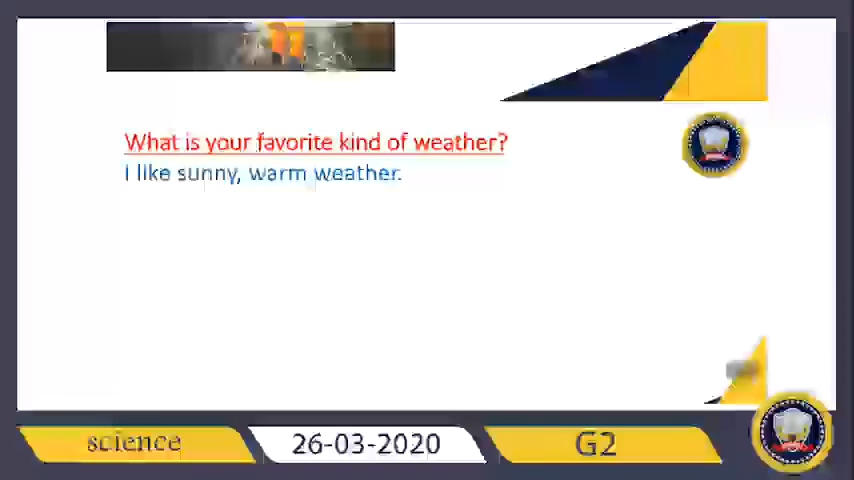 What is your favorite kind of weather?
I like sunny, warm weather.
science
26-03-2020
G2